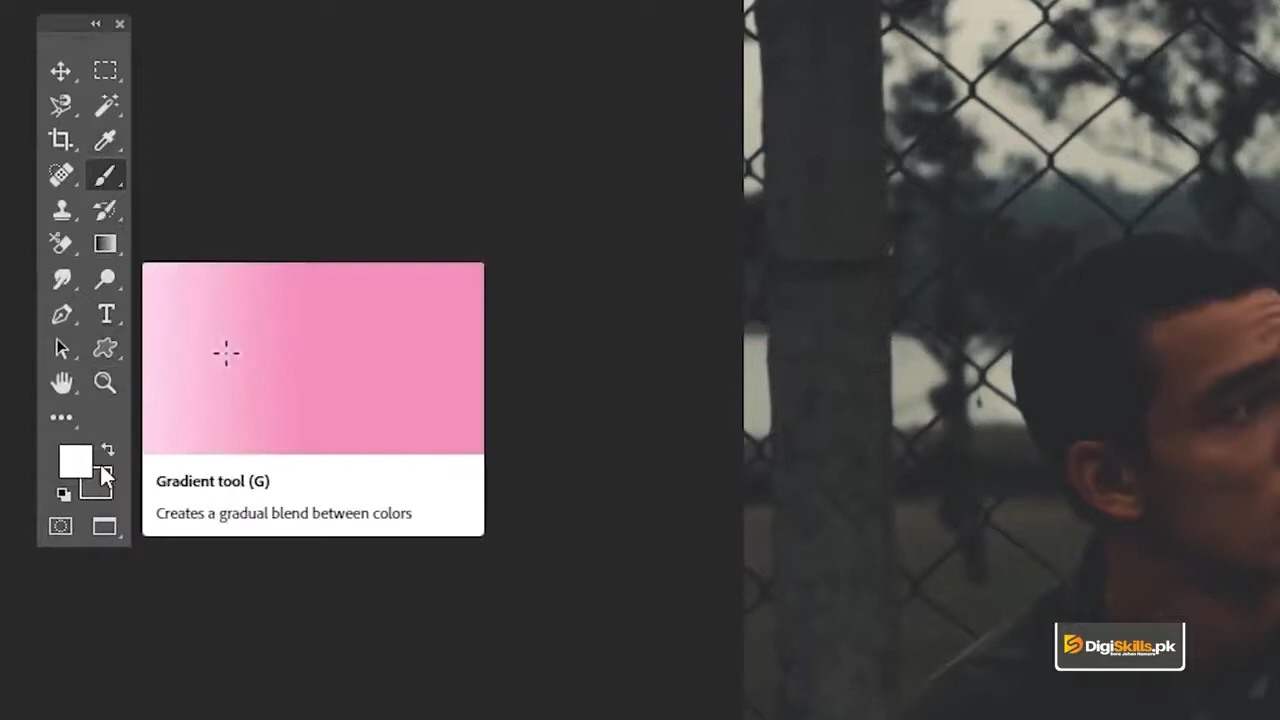 Gradient tool (G)
Creates a gradual blend between colors
DigiSkills.pk